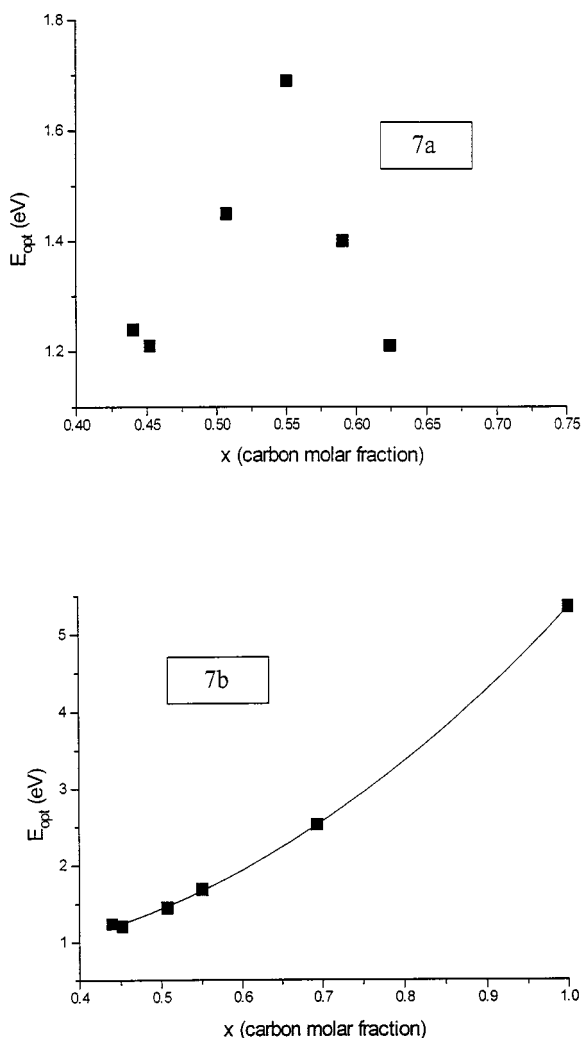 1.8
1.6
1.4
1.2
E_opt (eV)
7a
0.40 0.45 0.50 0.55 0.60 0.65 0.70 0.75
x (carbon molar fraction)
5
4
3
2
1
E_opt (eV)
7b
0.4 0.5 0.6 0.7 0.8 0.9 1.0
x (carbon molar fraction)